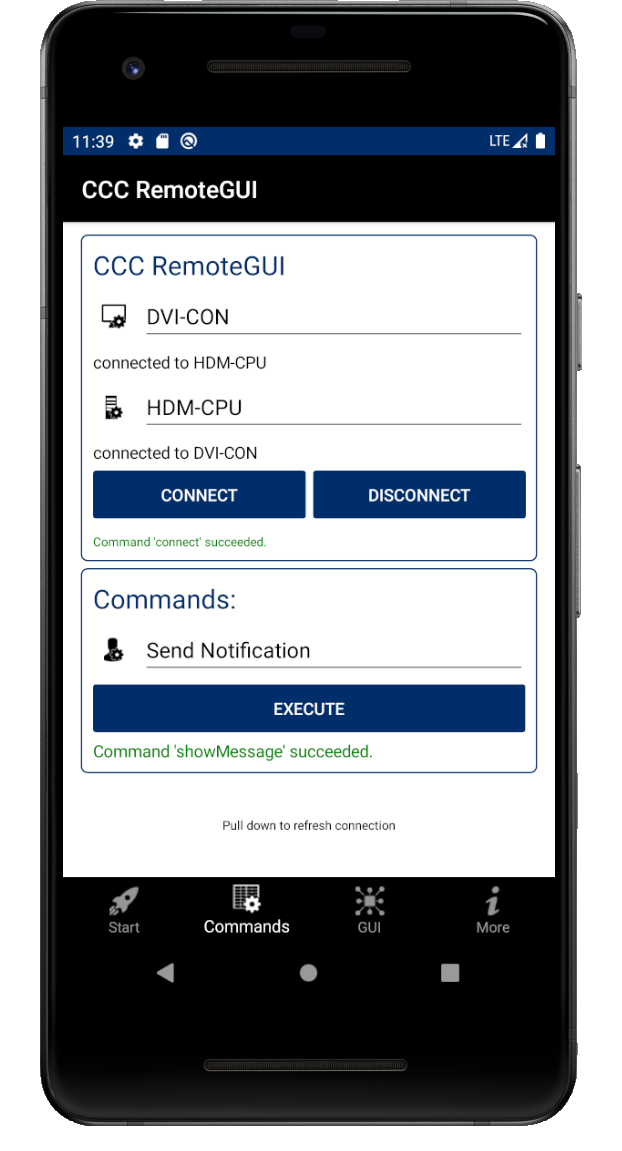 11:39
LTE
CCC RemoteGUI
CCC RemoteGUI
DVI-CON
connected to HDM-CPU
HDM-CPU
connected to DVI-CON
CONNECT DISCONNECT
Command 'connect' succeeded.
Commands:
Send Notification
EXECUTE
Command 'showMessage' succeeded.
Pull down to refresh connection
Start Commands GUI More